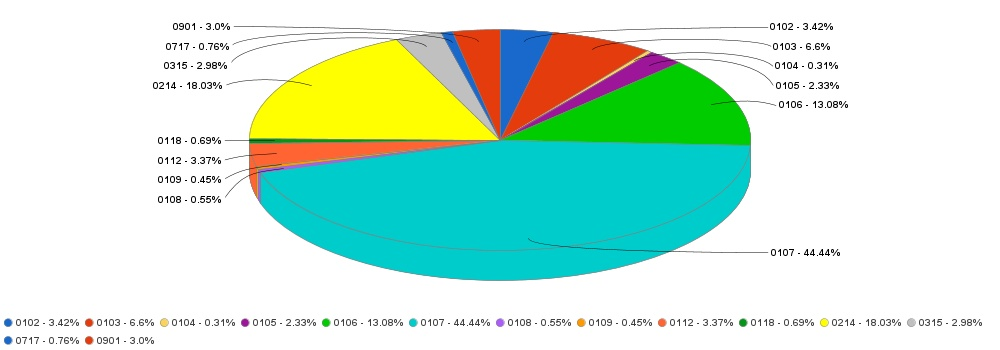 0901 - 3.0%
0717 - 0.76%
0315 - 2.98%
0214 - 18.03%
0118 - 0.69%
0112 - 3.37%
0109 - 0.45%
0108 - 0.55%
0102 - 3.42%
0103 - 6.6%
0104 - 0.31%
0105 - 2.33%
0106 - 13.08%
0107 - 44.44%
0102 - 3.42% 0103 - 6.6% 0104 - 0.31% 0105 - 2.33% 0106 - 13.08% 0107 - 44.44% 0108 - 0.55% 0109 - 0.45% 0112 - 3.37% 0118 - 0.69% 0214 - 18.03% 0315 - 2.98%
0717 - 0.76% 0901 - 3.0%